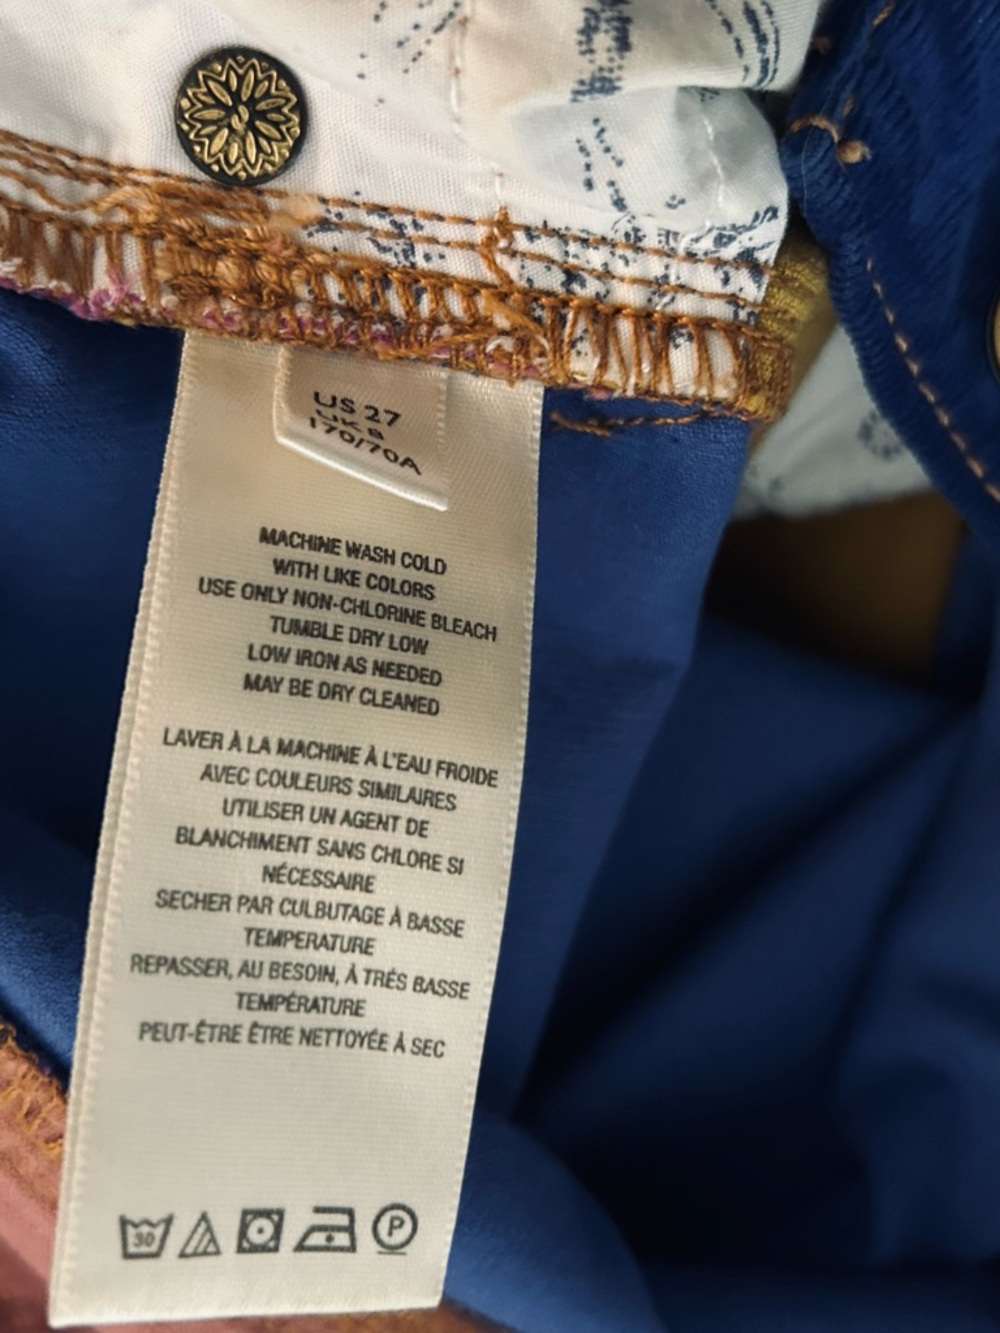 US 27
UK 8
170/70A
MACHINE WASH COLD
WITH LIKE COLORS
USE ONLY NON-CHLORINE BLEACH
TUMBLE DRY LOW
LOW IRON AS NEEDED
MAY BE DRY CLEANED
LAVER À LA MACHINE À L'EAU FROIDE
AVEC COULEURS SIMILAIRES
UTILISER UN AGENT DE
BLANCHIMENT SANS CHLORE SI
NÉCESSAIRE
SECHER PAR CULBUTAGE À BASSE
TEMPERATURE
REPASSER, AU BESOIN, À TRÉS BASSE
TEMPÉRATURE
PEUT-ÊTRE ÊTRE NETTOYÉE À SEC
30 P